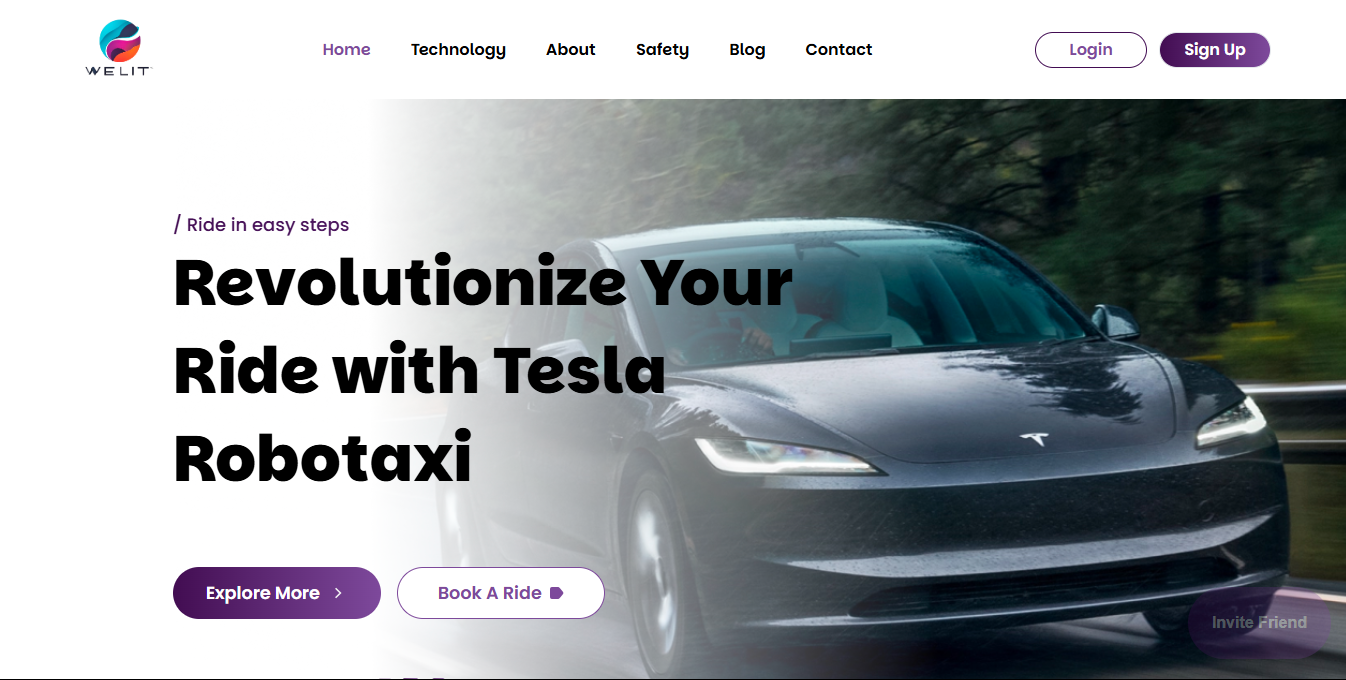 WELIT
Home
Technology
About
Safety
Blog
Contact
Login
Sign Up
/ Ride in easy steps
Revolutionize Your
Ride with Tesla
Robotaxi
Explore More
Book A Ride
Invite Friend